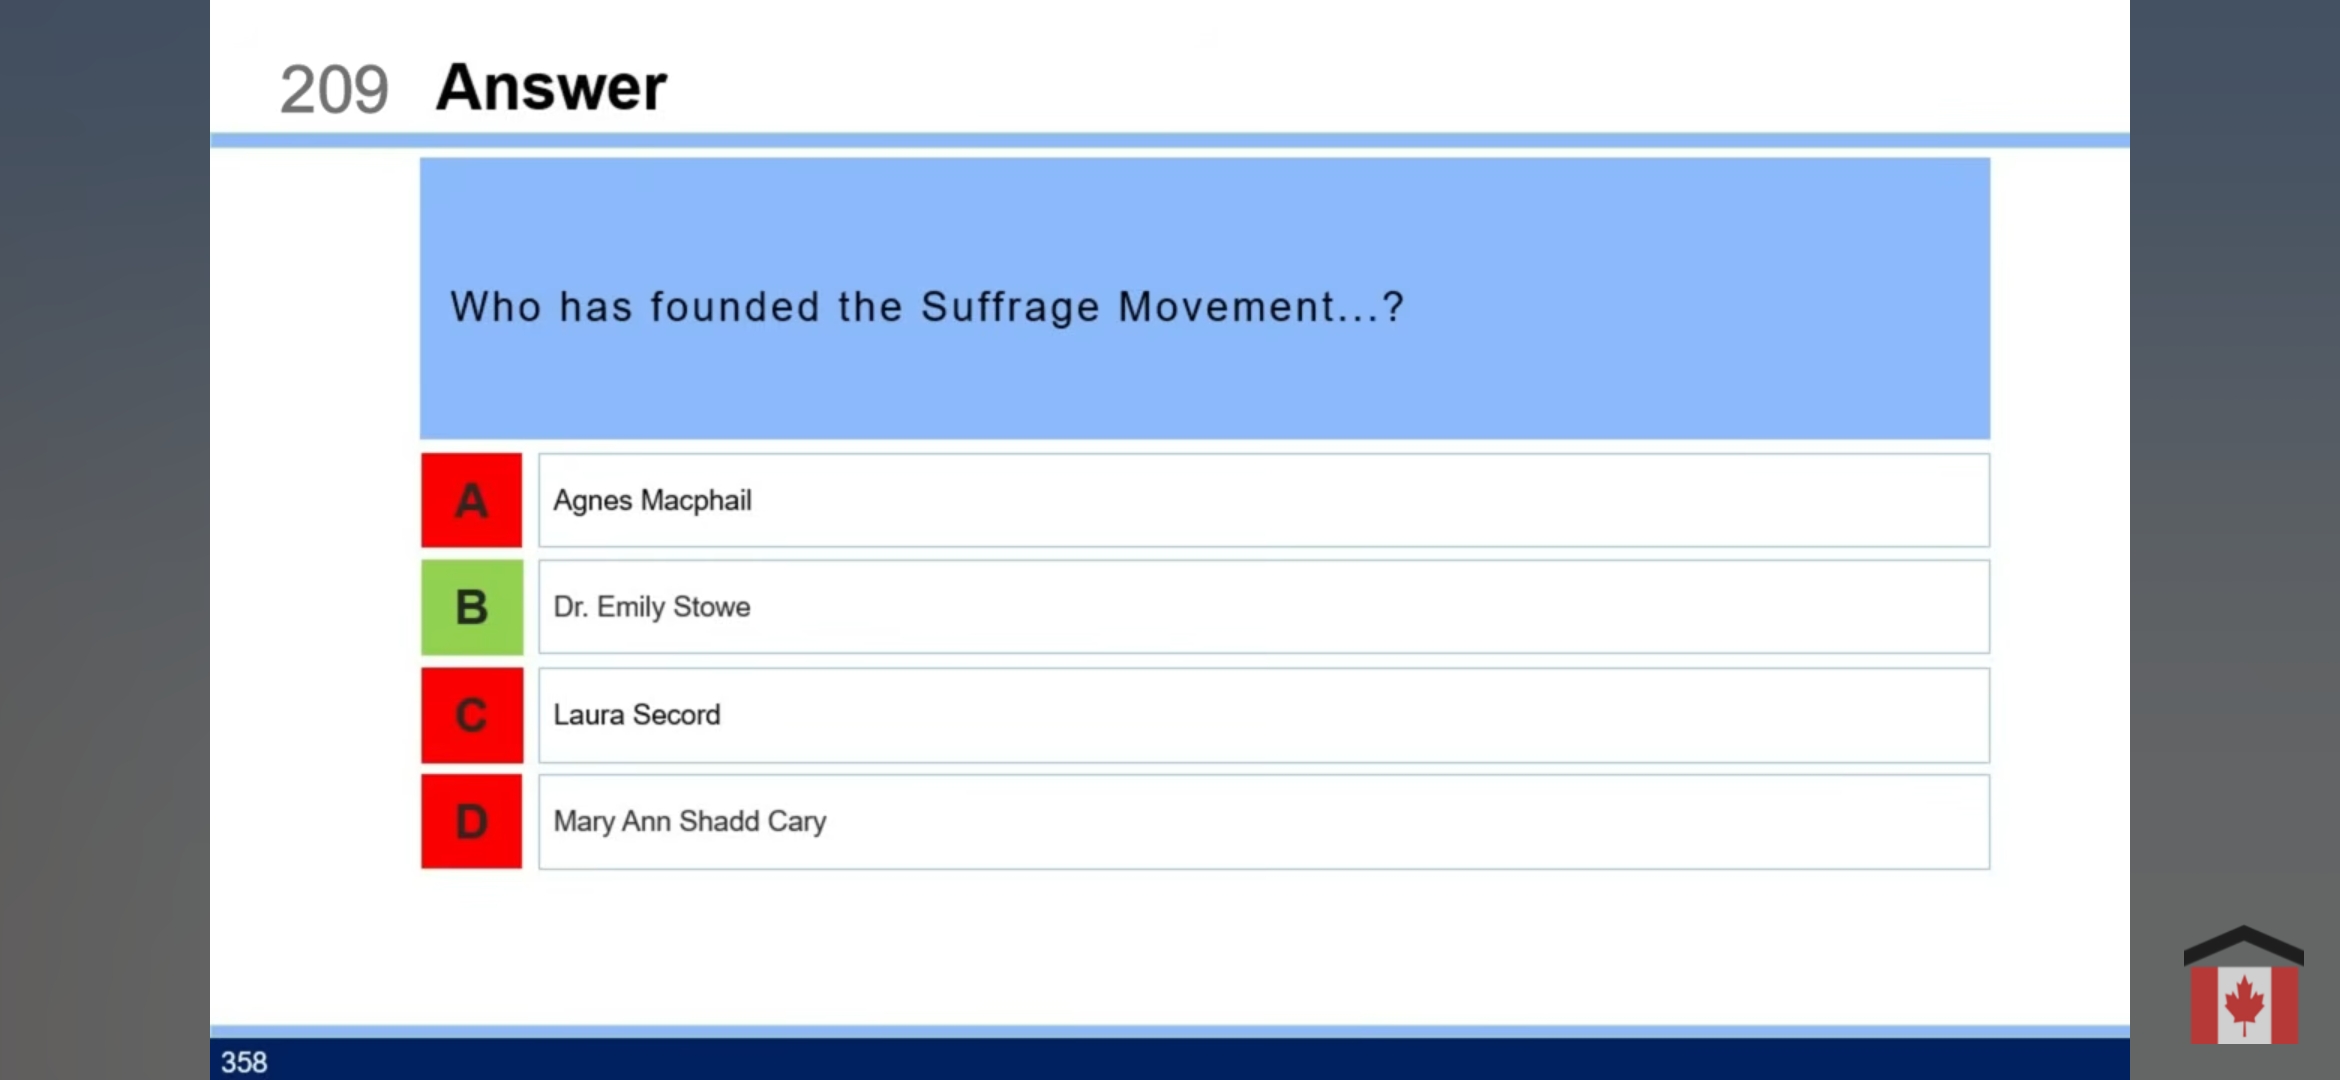 209 Answer
Who has founded the Suffrage Movement...?
A Agnes Macphail
B Dr. Emily Stowe
C Laura Secord
D Mary Ann Shadd Cary
358